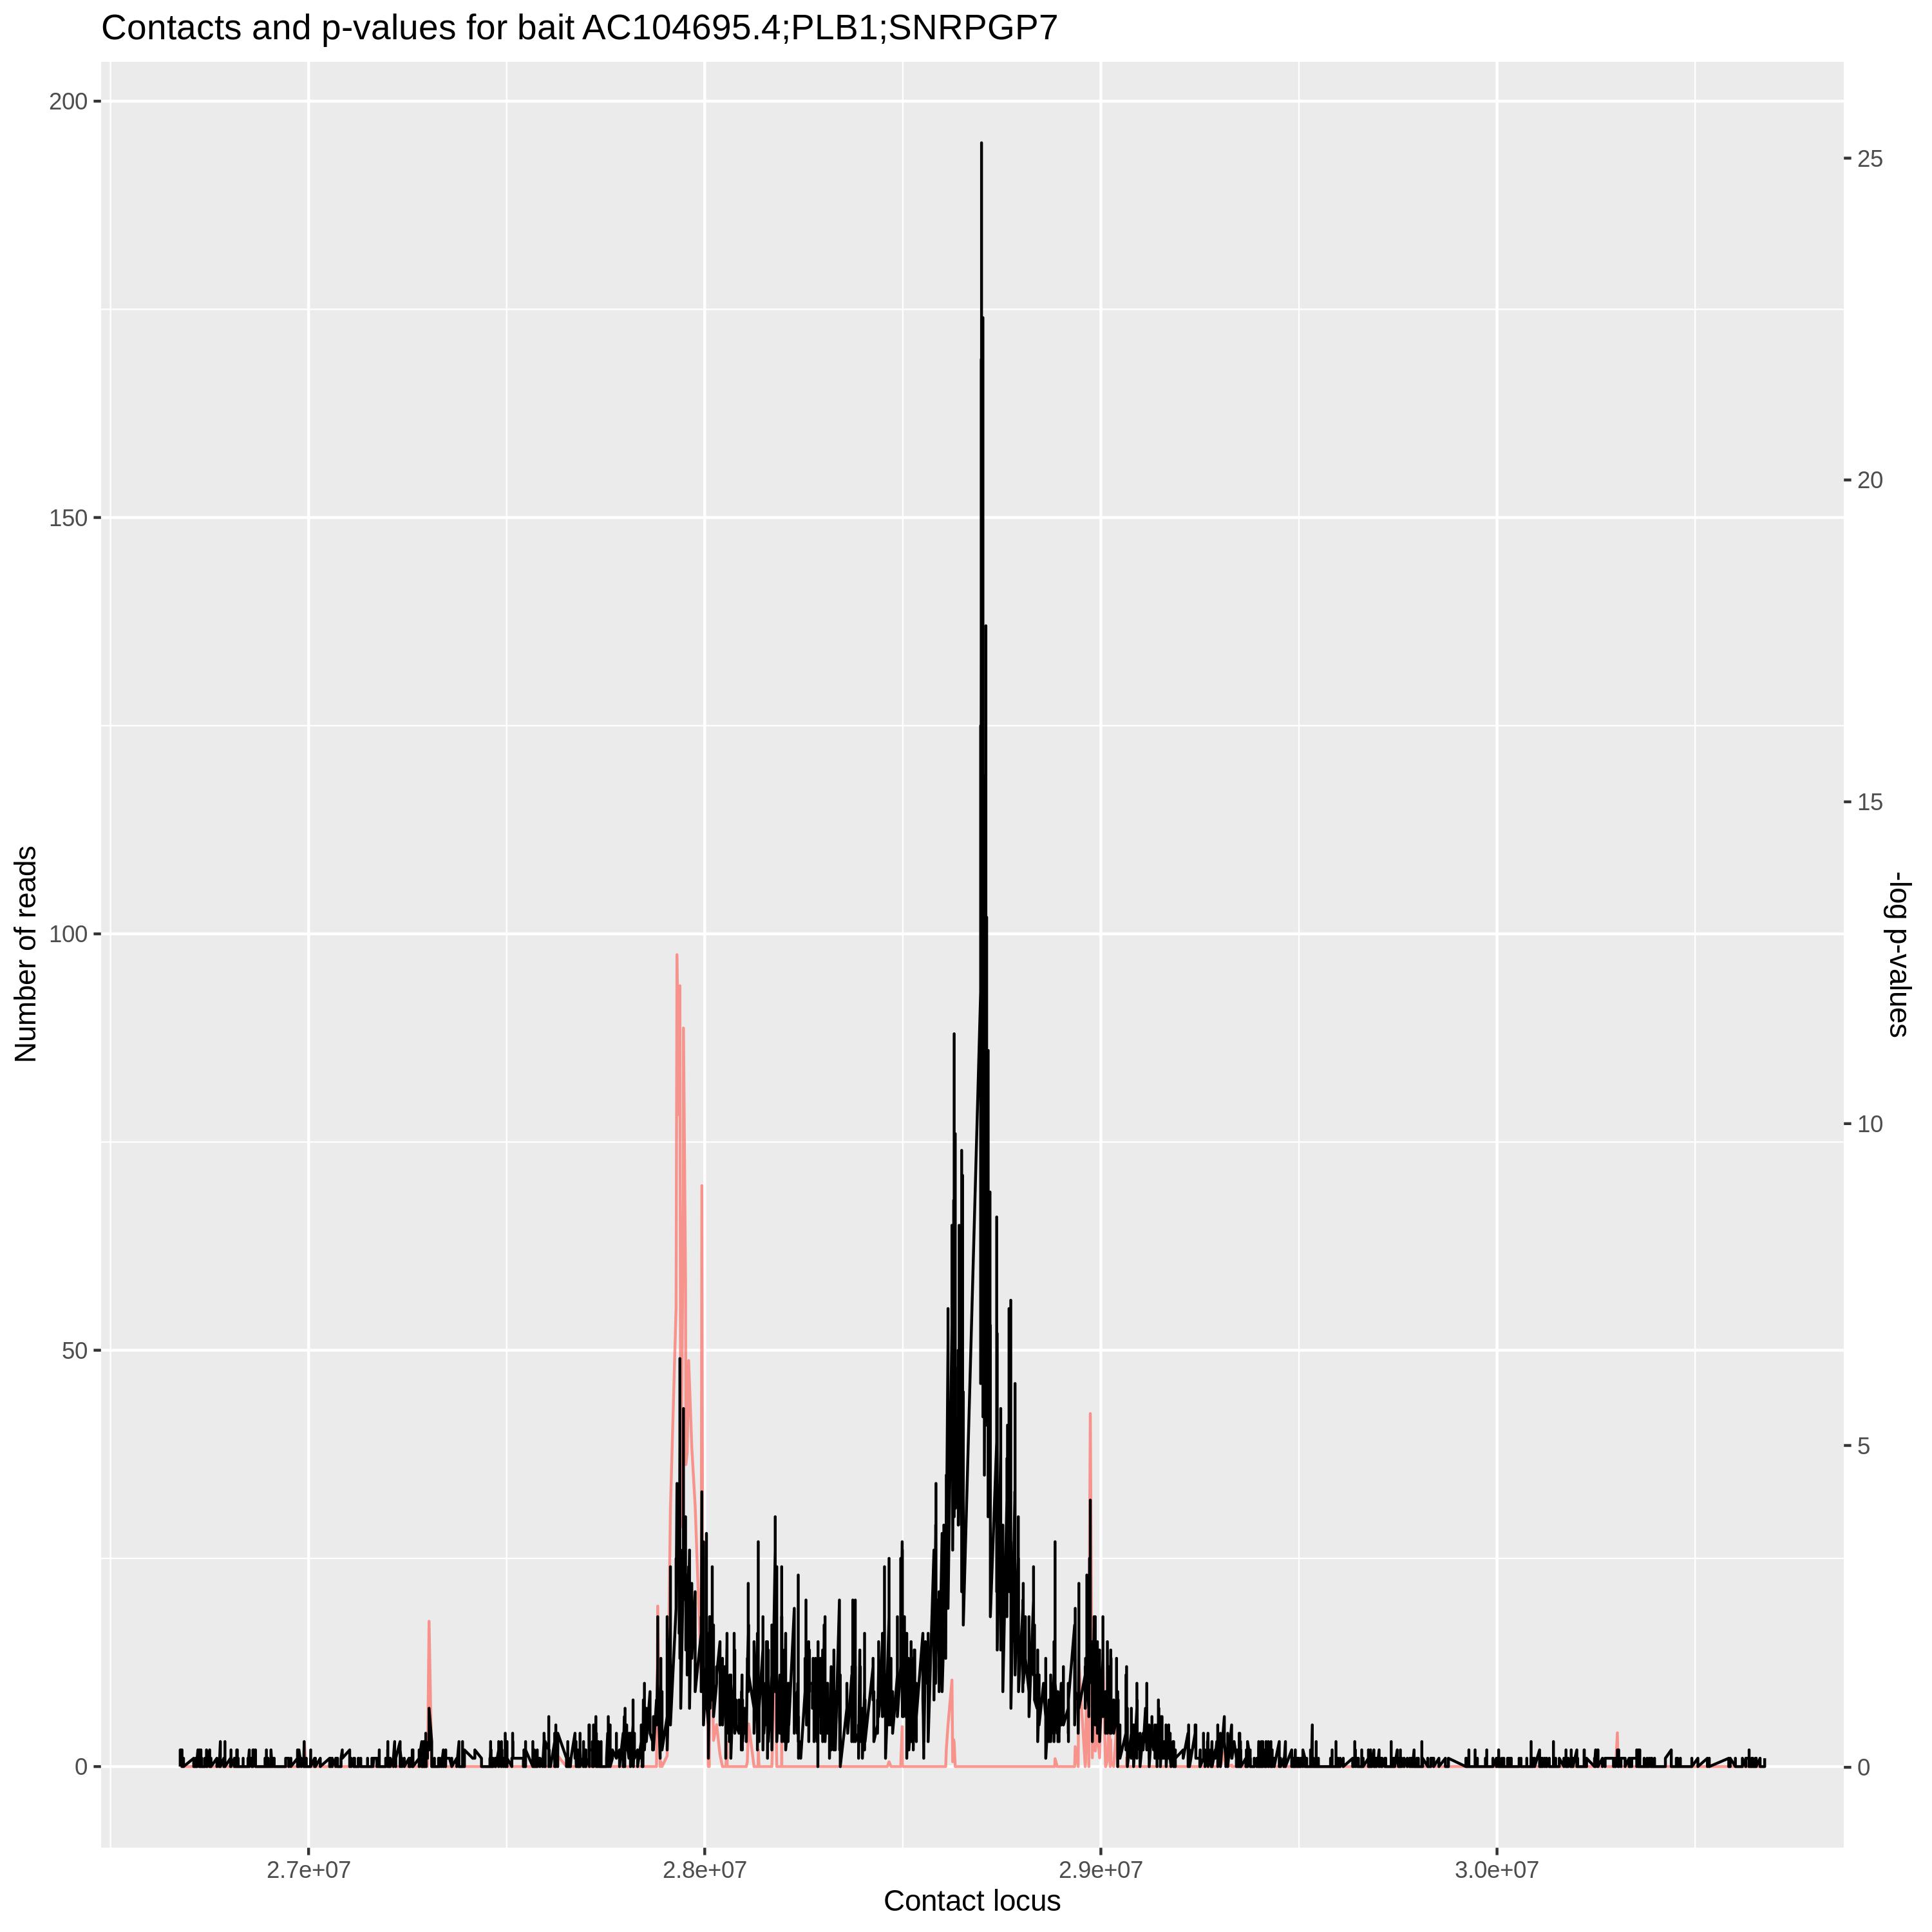 Contacts and p-values for bait AC104695.4;PLB1;SNRPGP7
200
150
100
50
0
Number of reads
25
20
15
10
5
0
-log p-values
2.7e+07
2.8e+07
2.9e+07
3.0e+07
Contact locus